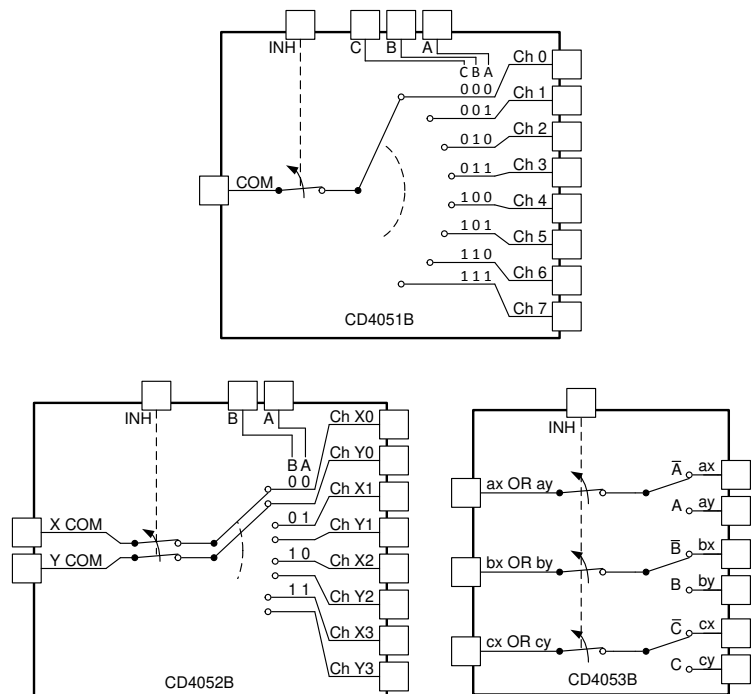 INH C B A
C B A
0 0 0 Ch 0
0 0 1 Ch 1
0 1 0 Ch 2
0 1 1 Ch 3
COM
1 0 0 Ch 4
1 0 1 Ch 5
1 1 0 Ch 6
1 1 1 Ch 7
CD4051B
INH B A
Ch X0
B A
0 0 Ch Y0
Ch X1
0 1
X COM Ch Y1
Y COM 1 0 Ch X2
Ch Y2
1 1
Ch X3
Ch Y3
CD4052B
INH
A̅ ax
ax OR ay
A ay
B̅ bx
bx OR by
B by
C̅ cx
cx OR cy
C cy
CD4053B